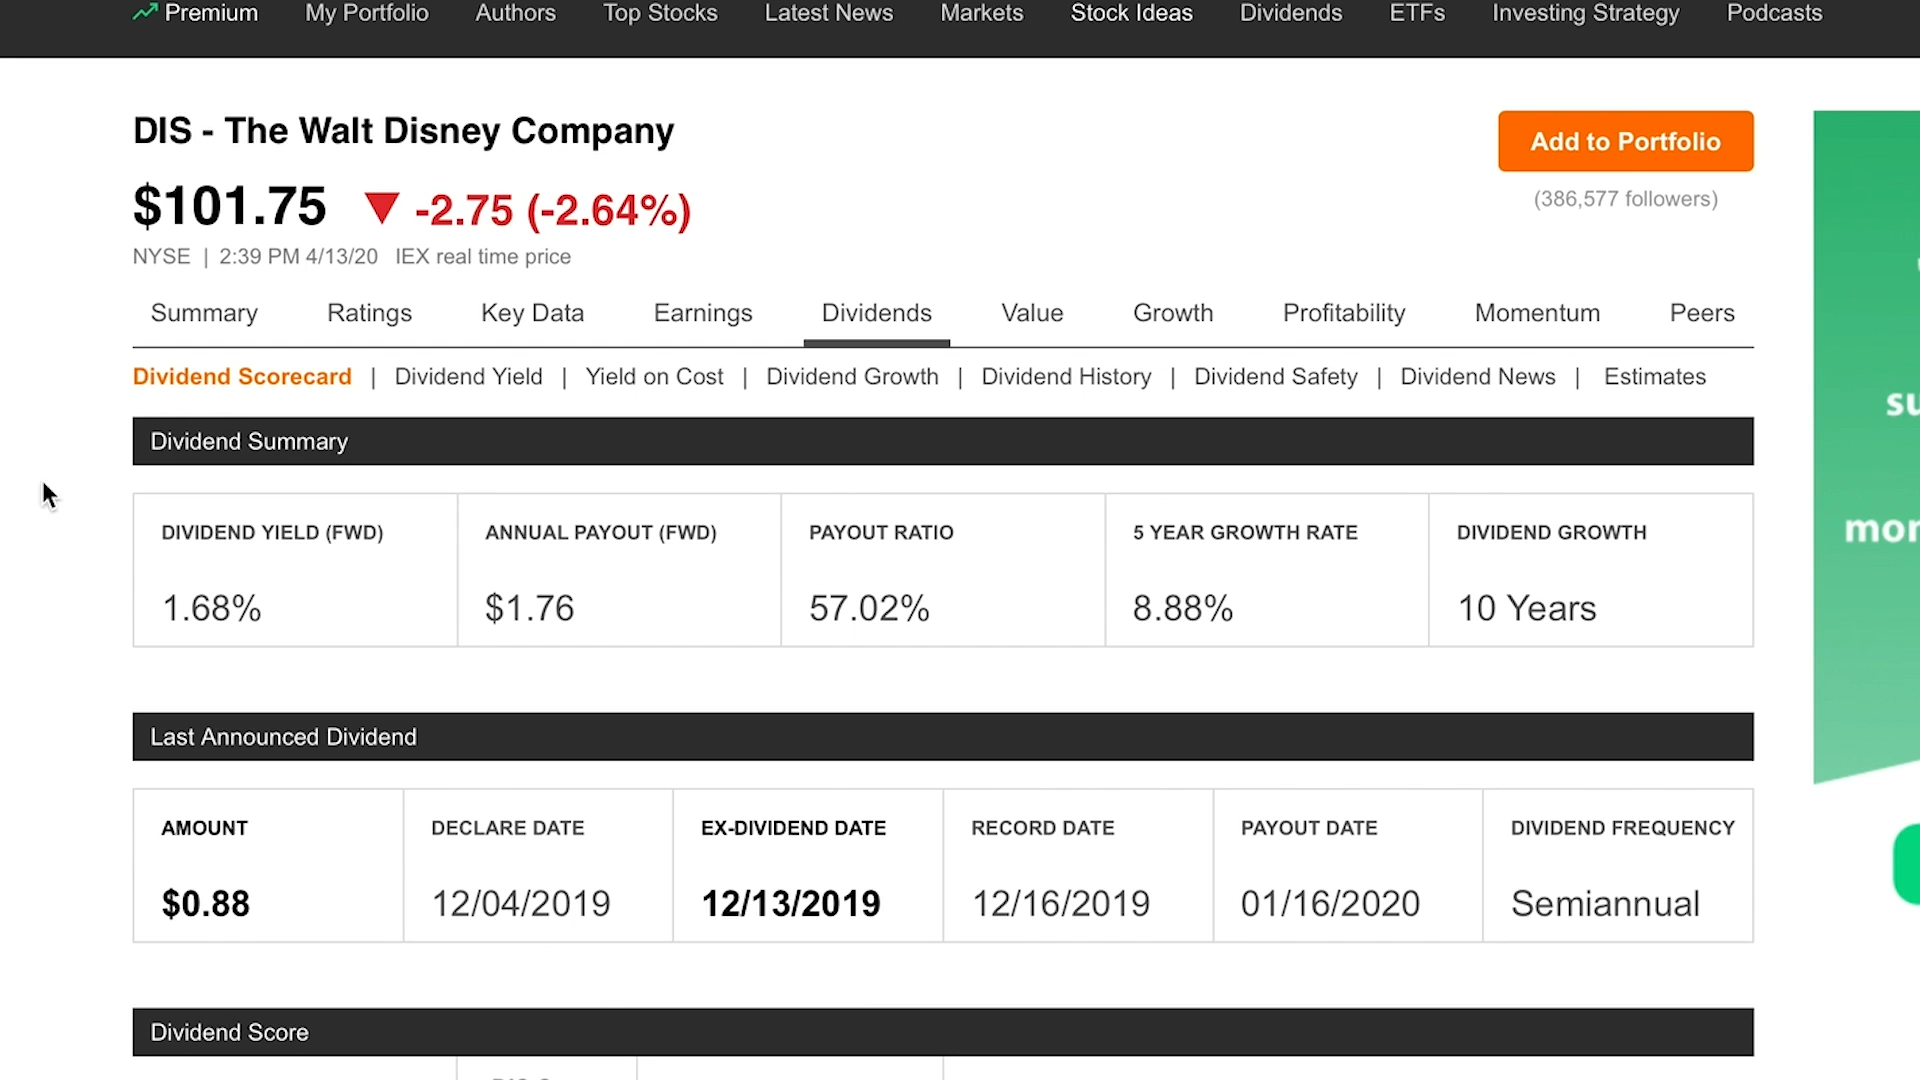 Premium My Portfolio Authors Top Stocks Latest News Markets Stock Ideas Dividends ETFs Investing Strategy Podcasts
DIS - The Walt Disney Company
Add to Portfolio
$101.75 -2.75 (-2.64%)
(386,577 followers)
NYSE | 2:39 PM 4/13/20 IEX real time price
Summary Ratings Key Data Earnings Dividends Value Growth Profitability Momentum Peers
Dividend Scorecard | Dividend Yield | Yield on Cost | Dividend Growth | Dividend History | Dividend Safety | Dividend News | Estimates
su
Dividend Summary
mor
DIVIDEND YIELD (FWD) ANNUAL PAYOUT (FWD) PAYOUT RATIO 5 YEAR GROWTH RATE DIVIDEND GROWTH
1.68% $1.76 57.02% 8.88% 10 Years
Last Announced Dividend
AMOUNT DECLARE DATE EX-DIVIDEND DATE RECORD DATE PAYOUT DATE DIVIDEND FREQUENCY
$0.88 12/04/2019 12/13/2019 12/16/2019 01/16/2020 Semiannual
Dividend Score